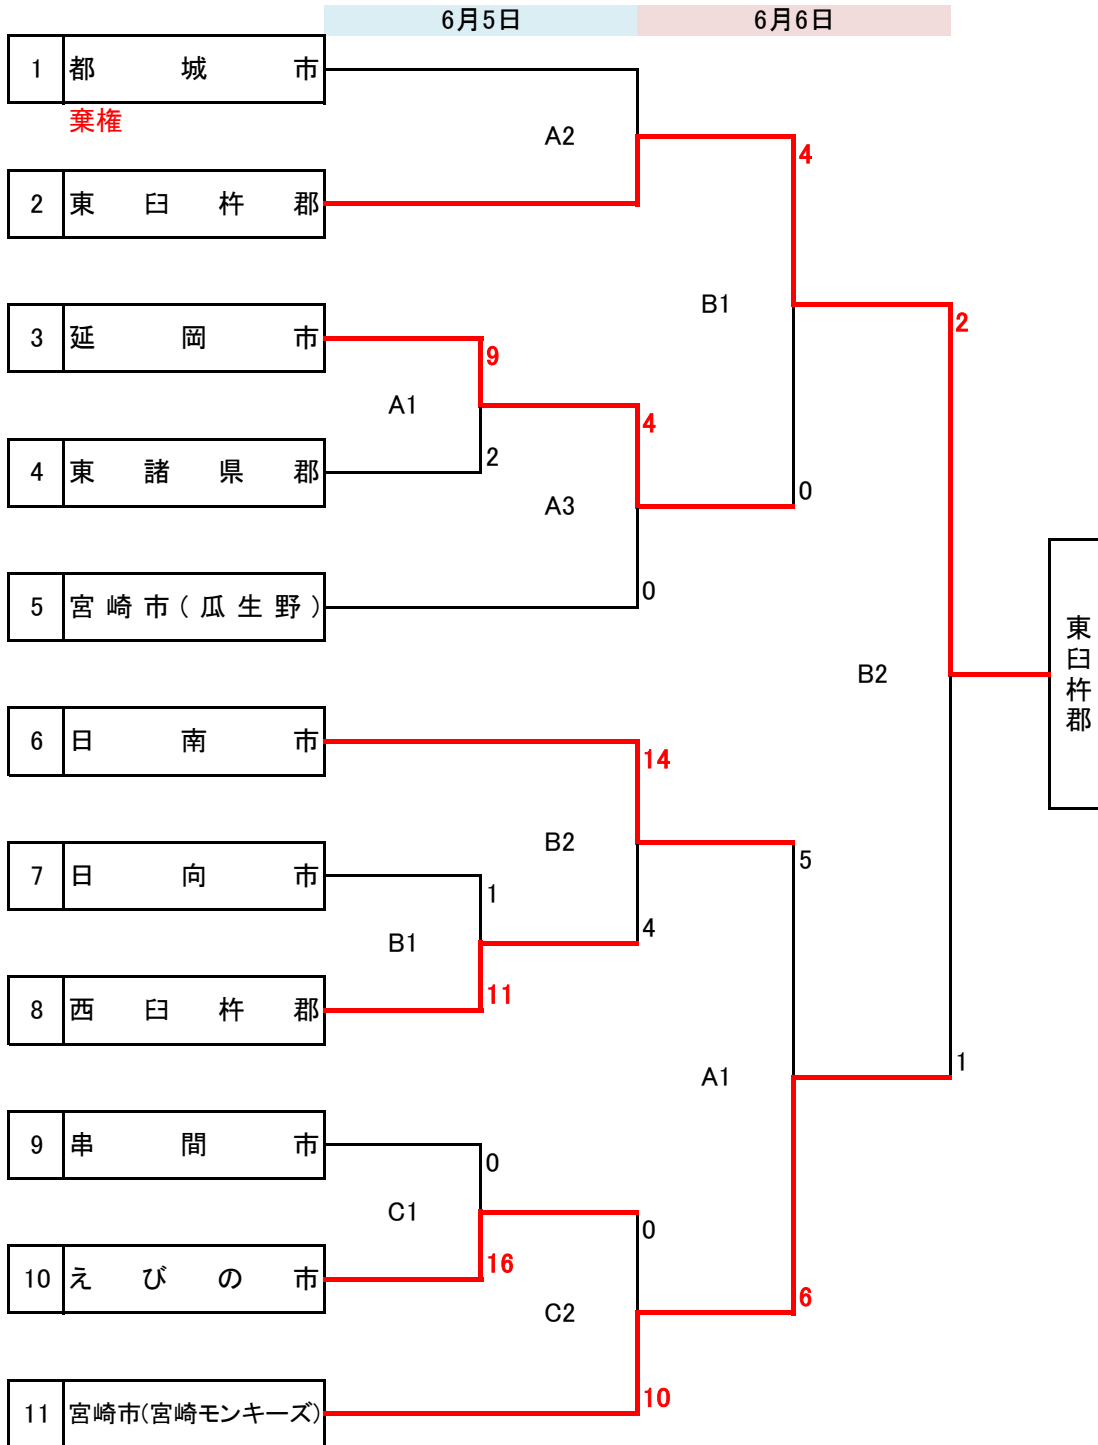 6月5日
6月6日
1 都城市
棄権
A2
4
2 東臼杵郡
B1
3 延岡市
2
9
A1
4
4 東諸県郡
2
0
A3
5 宮崎市(瓜生野)
0
東臼杵郡
B2
6 日南市
14
B2
5
7 日向市
1
4
B1
8 西臼杵郡
11
1
A1
9 串間市
0
C1
0
10 えびの市
16
6
C2
11 宮崎市(宮崎モンキーズ)
10